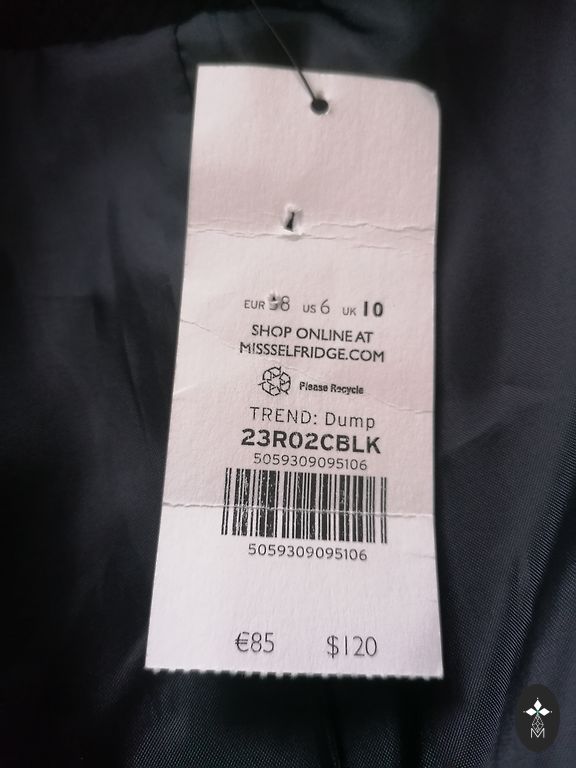 EUR 38 US 6 UK 10
SHOP ONLINE AT
MISSSELFRIDGE.COM
Please Recycle
TREND: Dump
23R02CBLK
5059309095106
5059309095106
€85 $120
M